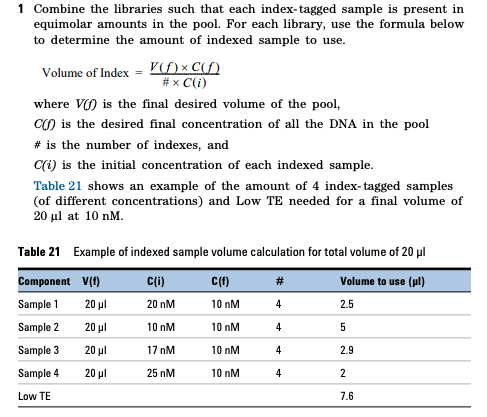 1 Combine the libraries such that each index-tagged sample is present in
equimolar amounts in the pool. For each library, use the formula below
to determine the amount of indexed sample to use.
Volume of Index = V(f) × C(f)
# × C(i)
where V(f) is the final desired volume of the pool,
C(f) is the desired final concentration of all the DNA in the pool
# is the number of indexes, and
C(i) is the initial concentration of each indexed sample.
Table 21 shows an example of the amount of 4 index-tagged samples
(of different concentrations) and Low TE needed for a final volume of
20 µl at 10 nM.
Table 21 Example of indexed sample volume calculation for total volume of 20 µl
Component V(f) C(i) C(f) # Volume to use (µl)
Sample 1 20 µl 20 nM 10 nM 4 2.5
Sample 2 20 µl 10 nM 10 nM 4 5
Sample 3 20 µl 17 nM 10 nM 4 2.9
Sample 4 20 µl 25 nM 10 nM 4 2
Low TE 7.6